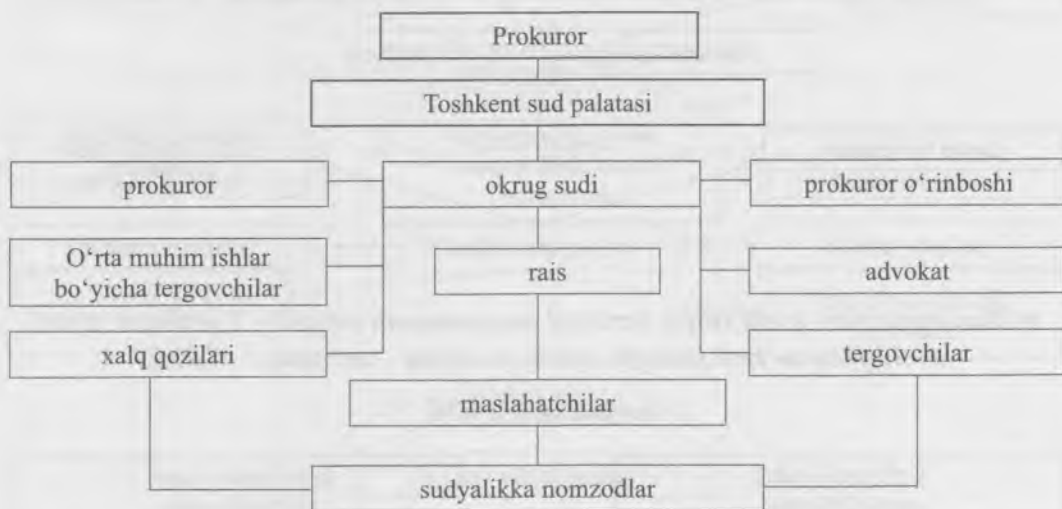 Prokuror
Toshkent sud palatasi
prokuror
okrug sudi
prokuror o‘rinboshi
O‘rta muhim ishlar
bo‘yicha tergovchilar
rais
advokat
xalq qozilari
tergovchilar
maslahatchilar
sudyalikka nomzodlar